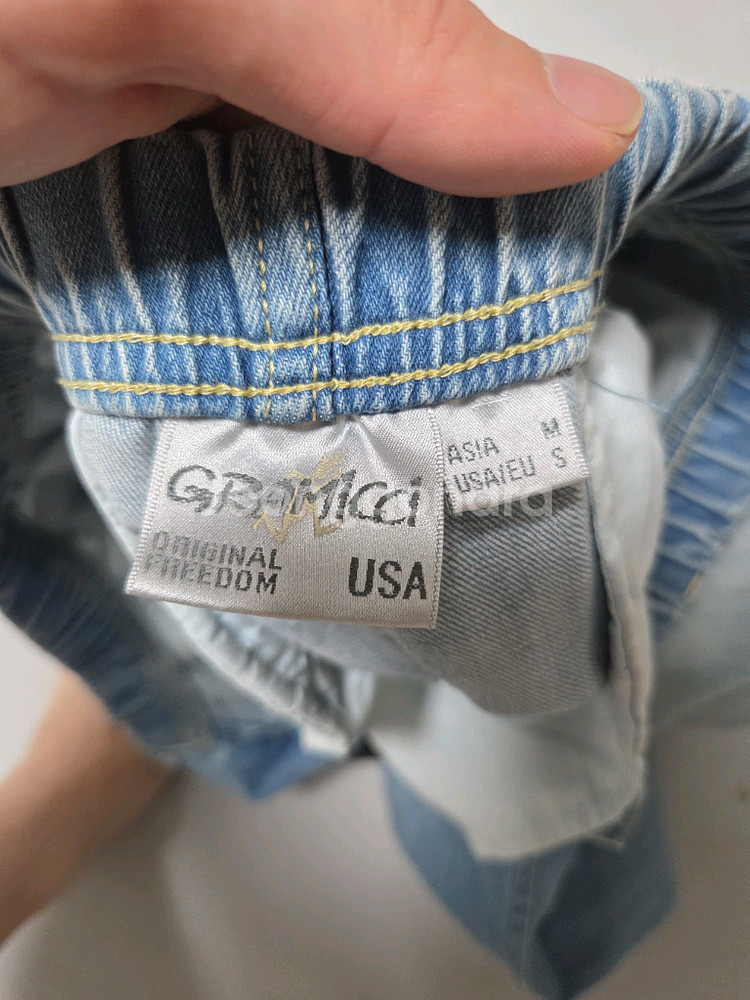 GRAMICCI
ORIGINAL
FREEDOM
USA
ASIA M
USA/EU S